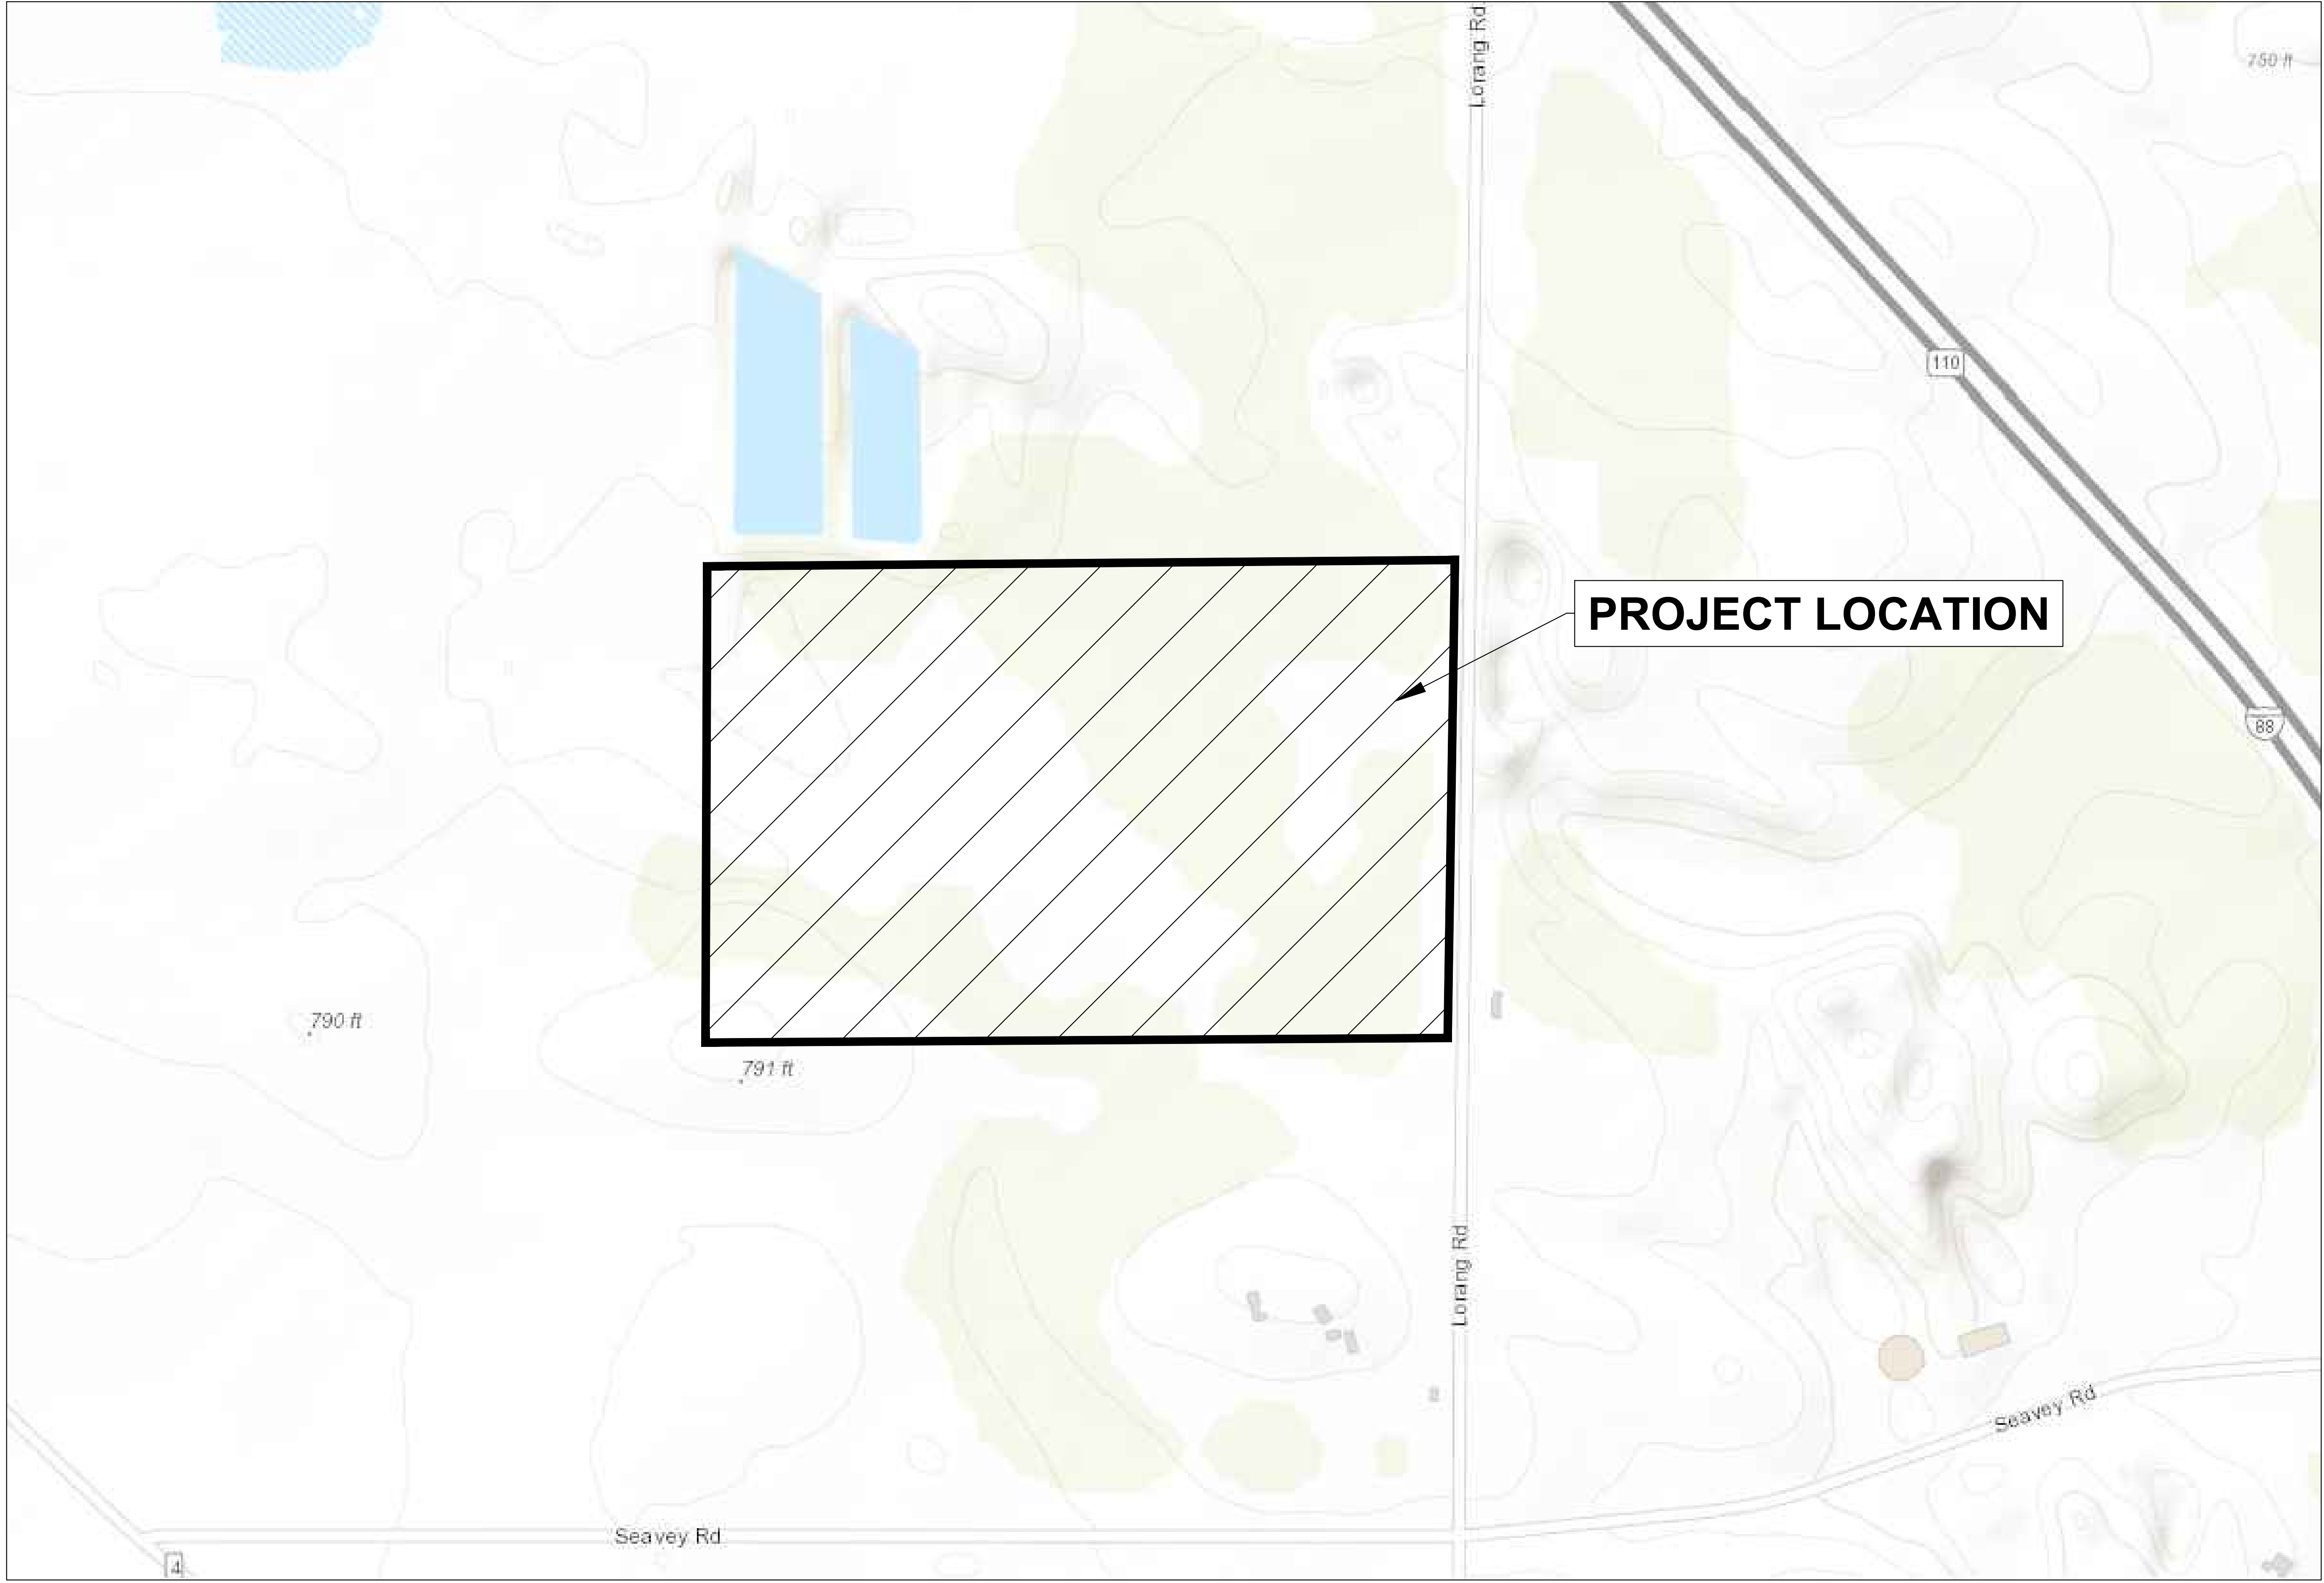 Lorang Rd
750 ft
110
PROJECT LOCATION
88
790 ft
791 ft
Lorang Rd
Seavey Rd
Seavey Rd
4